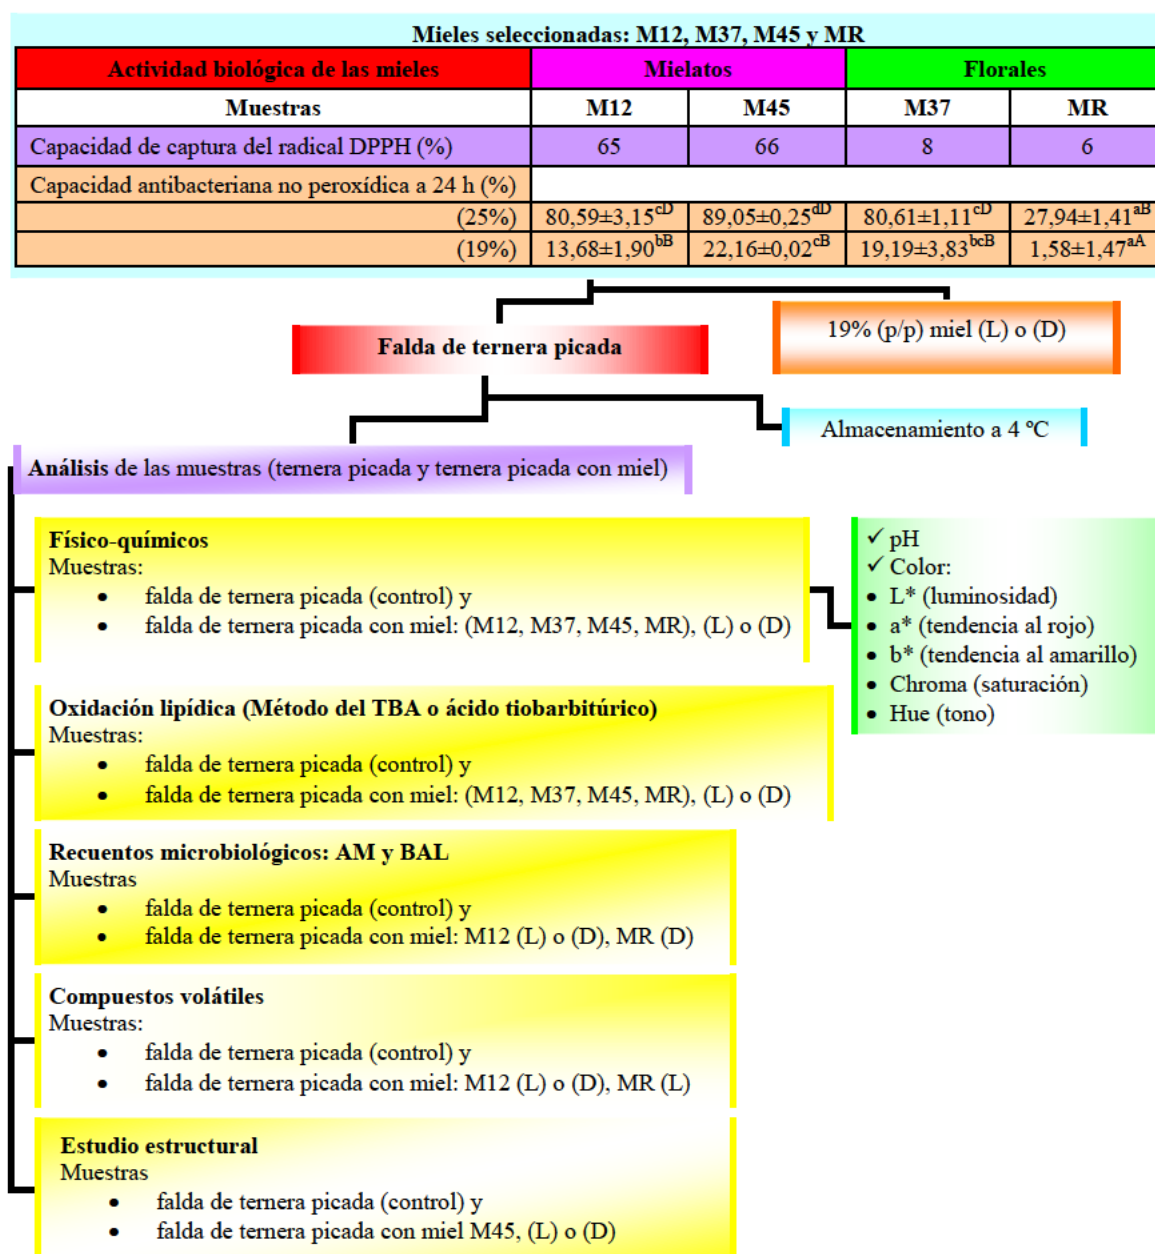 Mieles seleccionadas: M12, M37, M45 y MR
Actividad biológica de las mieles Mielatos Florales
Muestras M12 M45 M37 MR
Capacidad de captura del radical DPPH (%) 65 66 8 6
Capacidad antibacteriana no peroxídica a 24 h (%)
(25%) 80,59±3,15cD 89,05±0,25dD 80,61±1,11cD 27,94±1,41aB
(19%) 13,68±1,90bB 22,16±0,02cB 19,19±3,83bcB 1,58±1,47aA
19% (p/p) miel (L) o (D)
Falda de ternera picada
Almacenamiento a 4 ºC
Análisis de las muestras (ternera picada y ternera picada con miel)
Físico-químicos
Muestras:
• falda de ternera picada (control) y
• falda de ternera picada con miel: (M12, M37, M45, MR), (L) o (D)
✓ pH
✓ Color:
• L* (luminosidad)
• a* (tendencia al rojo)
• b* (tendencia al amarillo)
• Chroma (saturación)
• Hue (tono)
Oxidación lipídica (Método del TBA o ácido tiobarbitúrico)
Muestras:
• falda de ternera picada (control) y
• falda de ternera picada con miel: (M12, M37, M45, MR), (L) o (D)
Recuentos microbiológicos: AM y BAL
Muestras
• falda de ternera picada (control) y
• falda de ternera picada con miel: M12 (L) o (D), MR (D)
Compuestos volátiles
Muestras:
• falda de ternera picada (control) y
• falda de ternera picada con miel: M12 (L) o (D), MR (L)
Estudio estructural
Muestras
• falda de ternera picada (control) y
• falda de ternera picada con miel M45, (L) o (D)